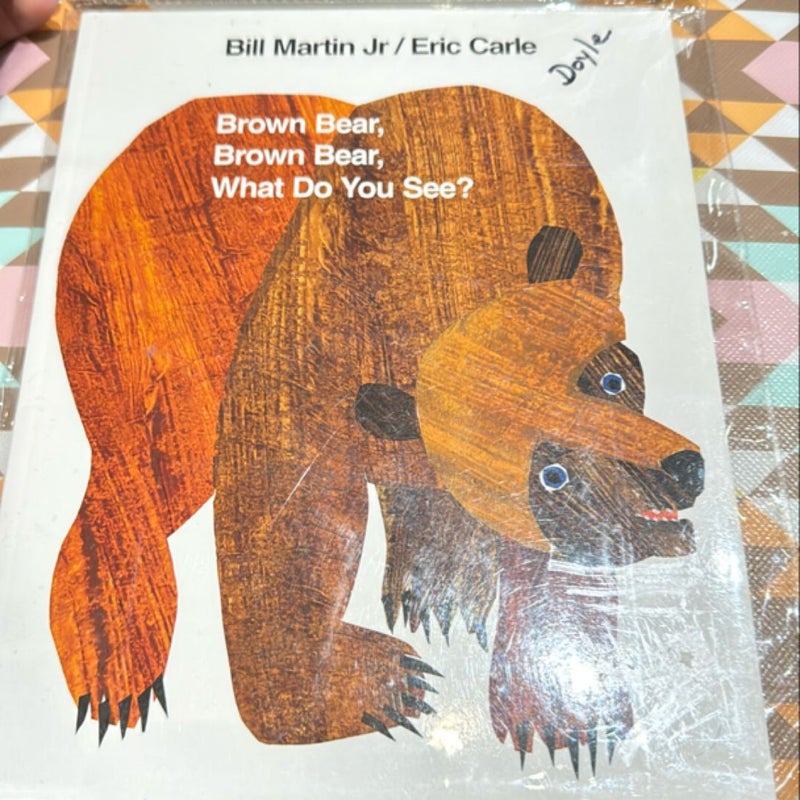 Bill Martin Jr / Eric Carle
Doyle
Brown Bear,
Brown Bear,
What Do You See?